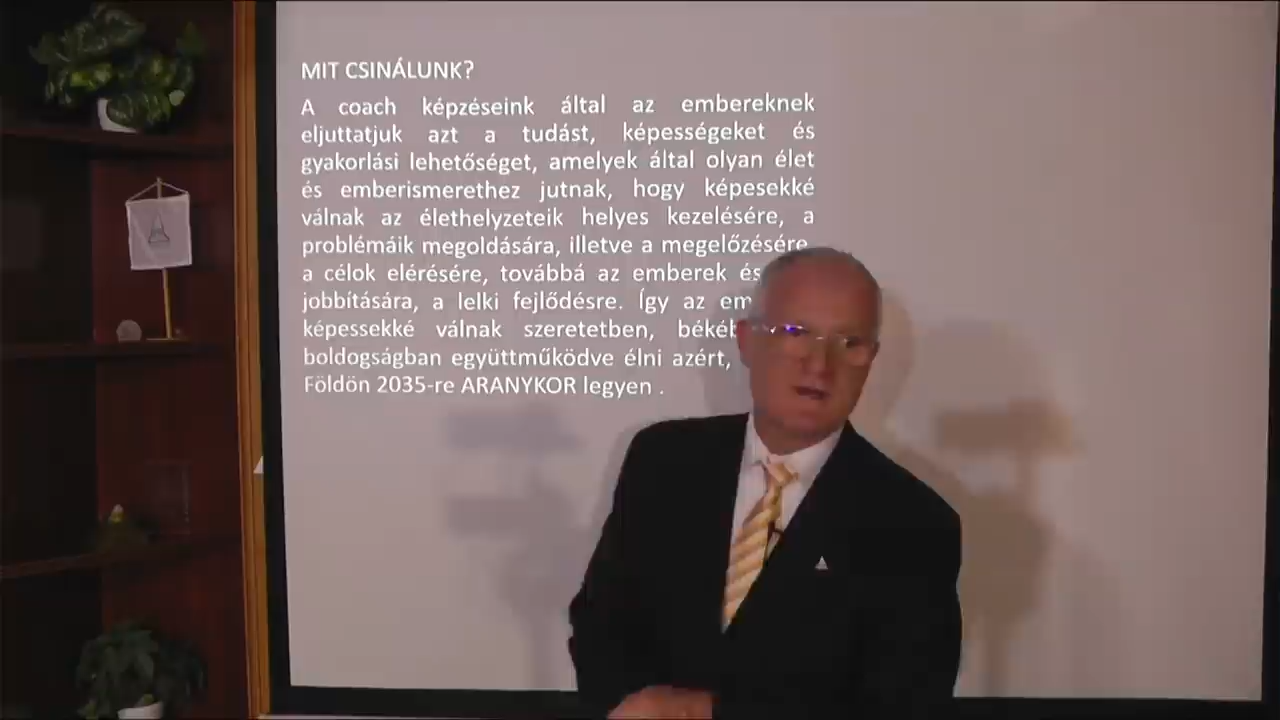 MIT CSINÁLUNK?
A coach képzéseink által az embereknek
eljuttatjuk azt a tudást, képességeket és
gyakorlási lehetőséget, amelyek által olyan élet
és emberismerethez jutnak, hogy képesekké
válnak az élethelyzeteik helyes kezelésére, a
problémáik megoldására, illetve a megelőzésére,
a célok elérésére, továbbá az emberek és
jobbítására, a lelki fejlődésre. Így az
képessekké válnak szeretetben,
boldogságban együttműködve élni azért,
Földön 2035-re ARANYKOR legyen .